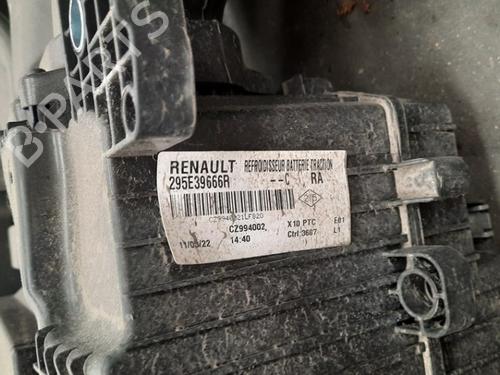 B-PARTS
RENAULT REFROIDISSEUR BATTERIE TRACTION
295E39666R --C RA
CZ9940021LF020
CZ994002 X10 PTC E01
11/05/22 14:40 Ctrl:3687 L1